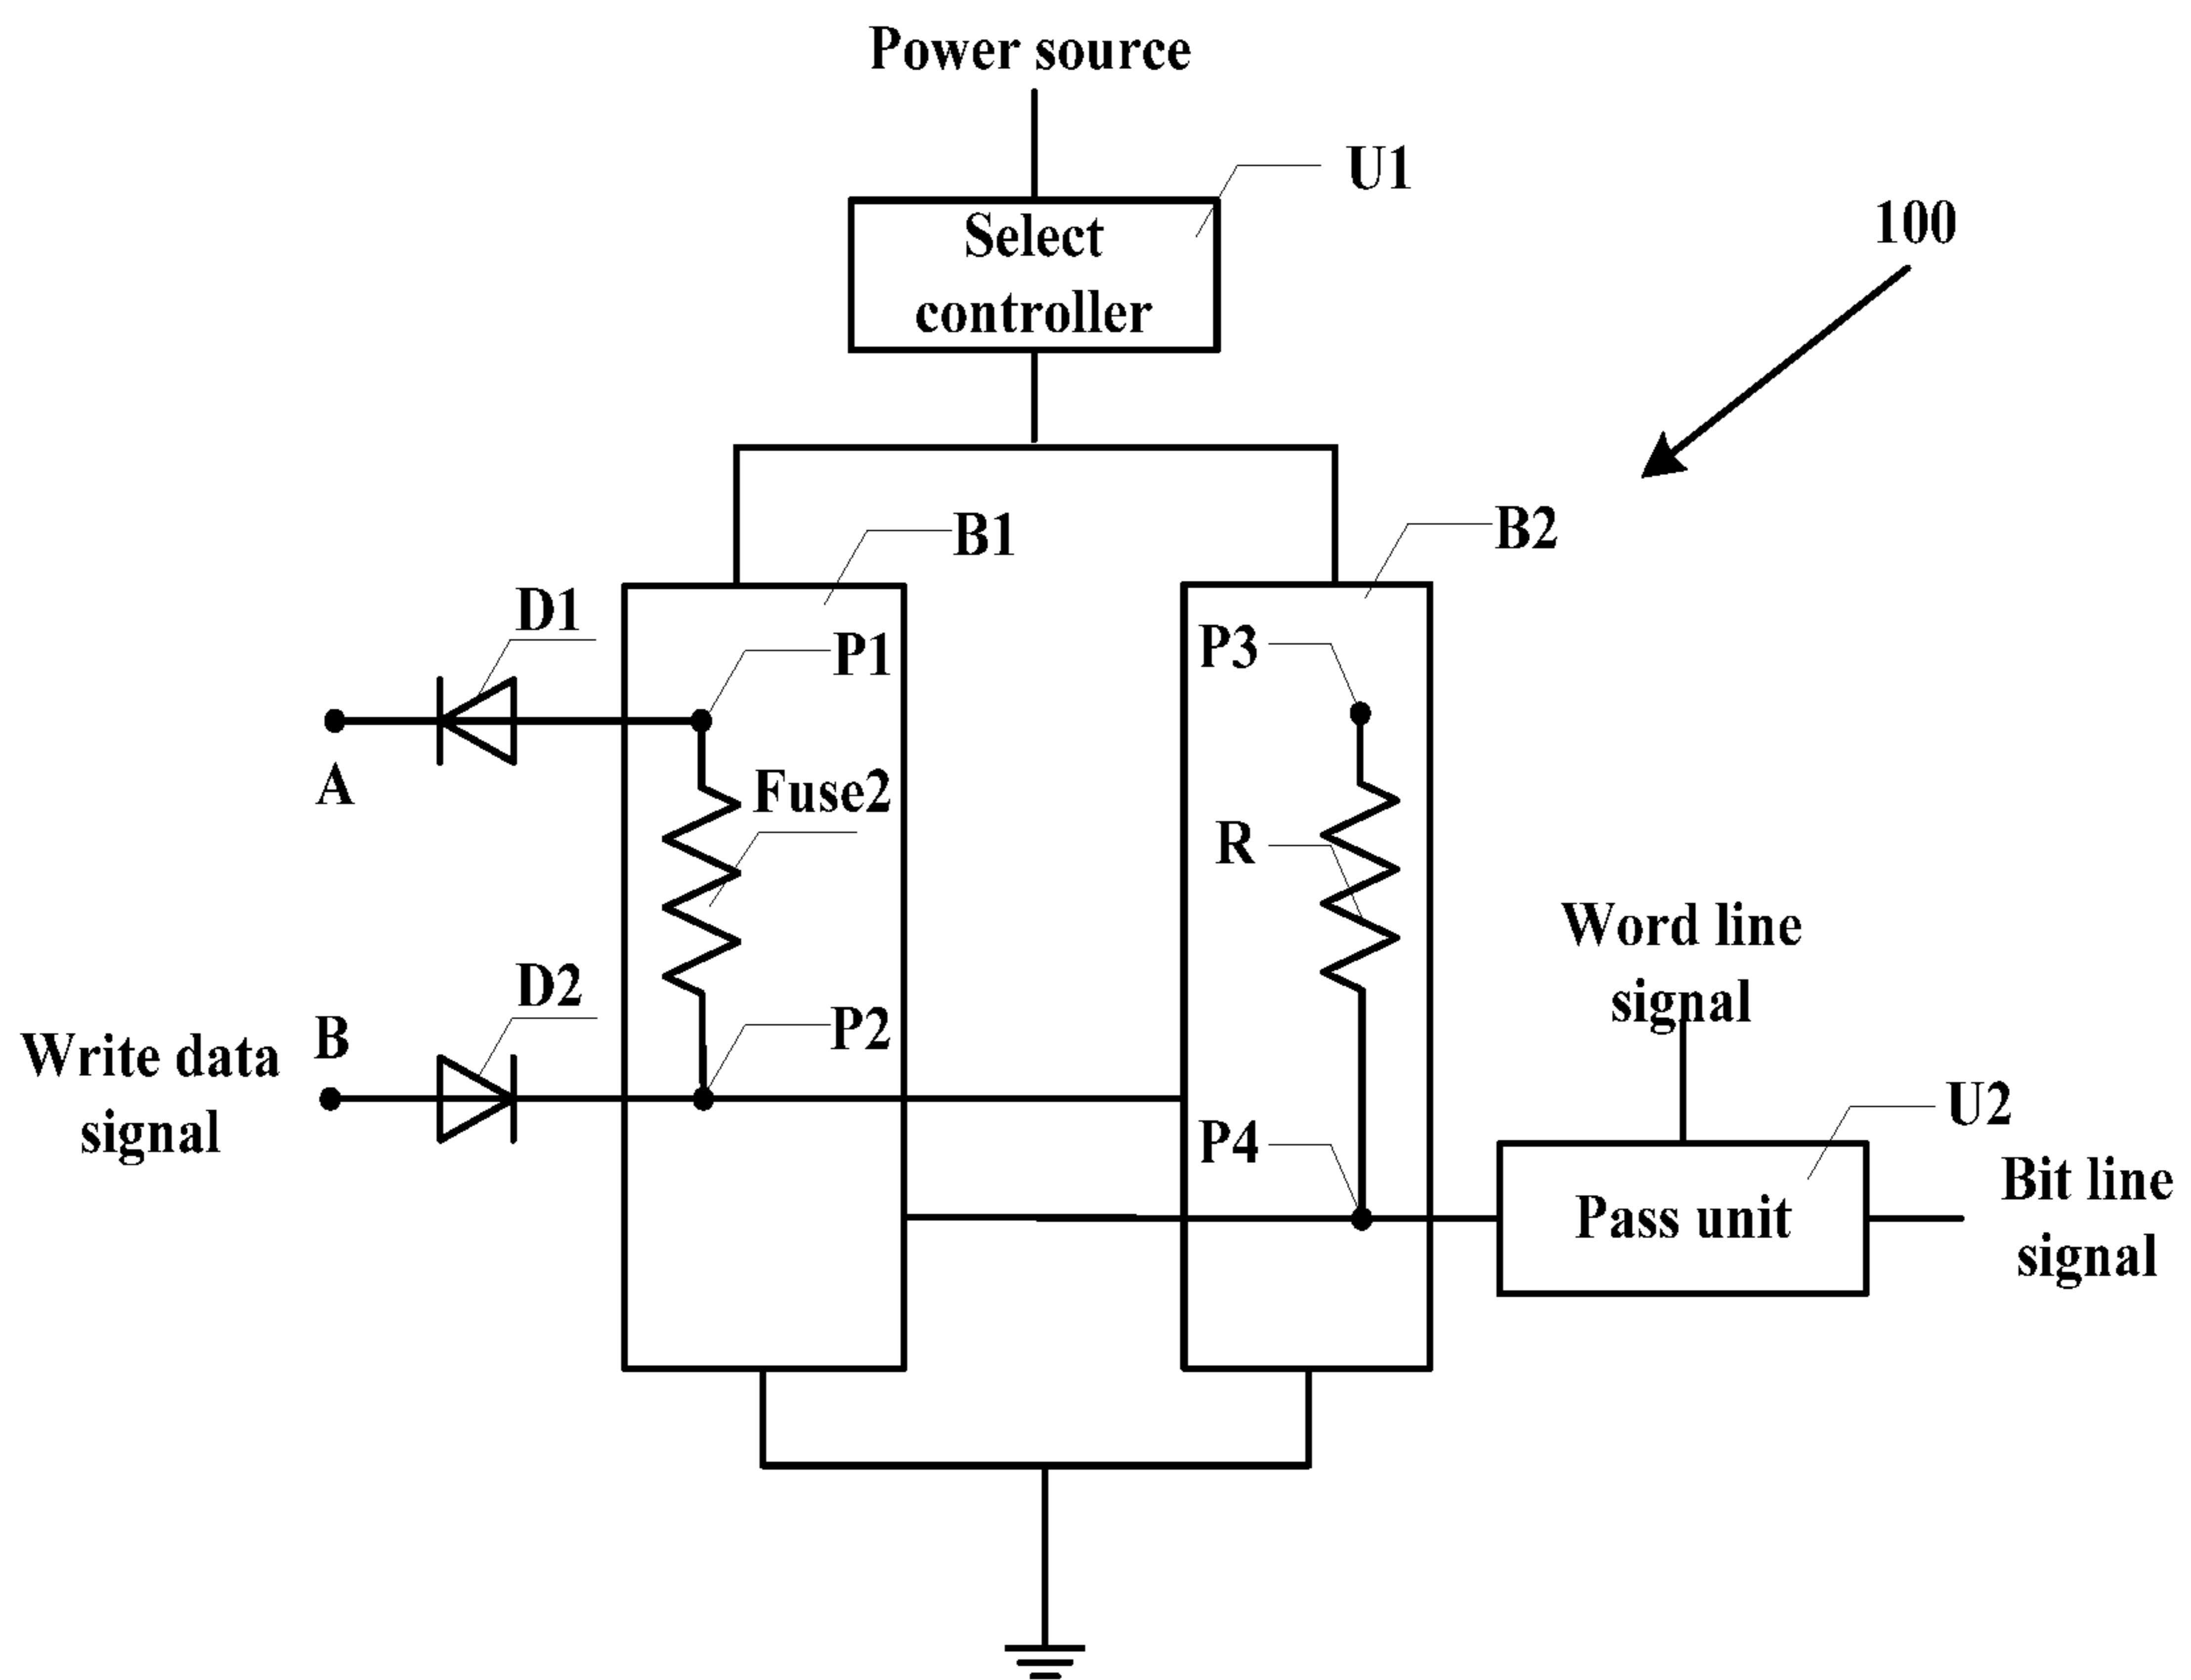 Power source
U1
Select
controller
100
B1
B2
D1
P1
P3
A
Fuse2
R
Word line
signal
D2
B
P2
Write data
signal
U2
P4
Pass unit
Bit line
signal